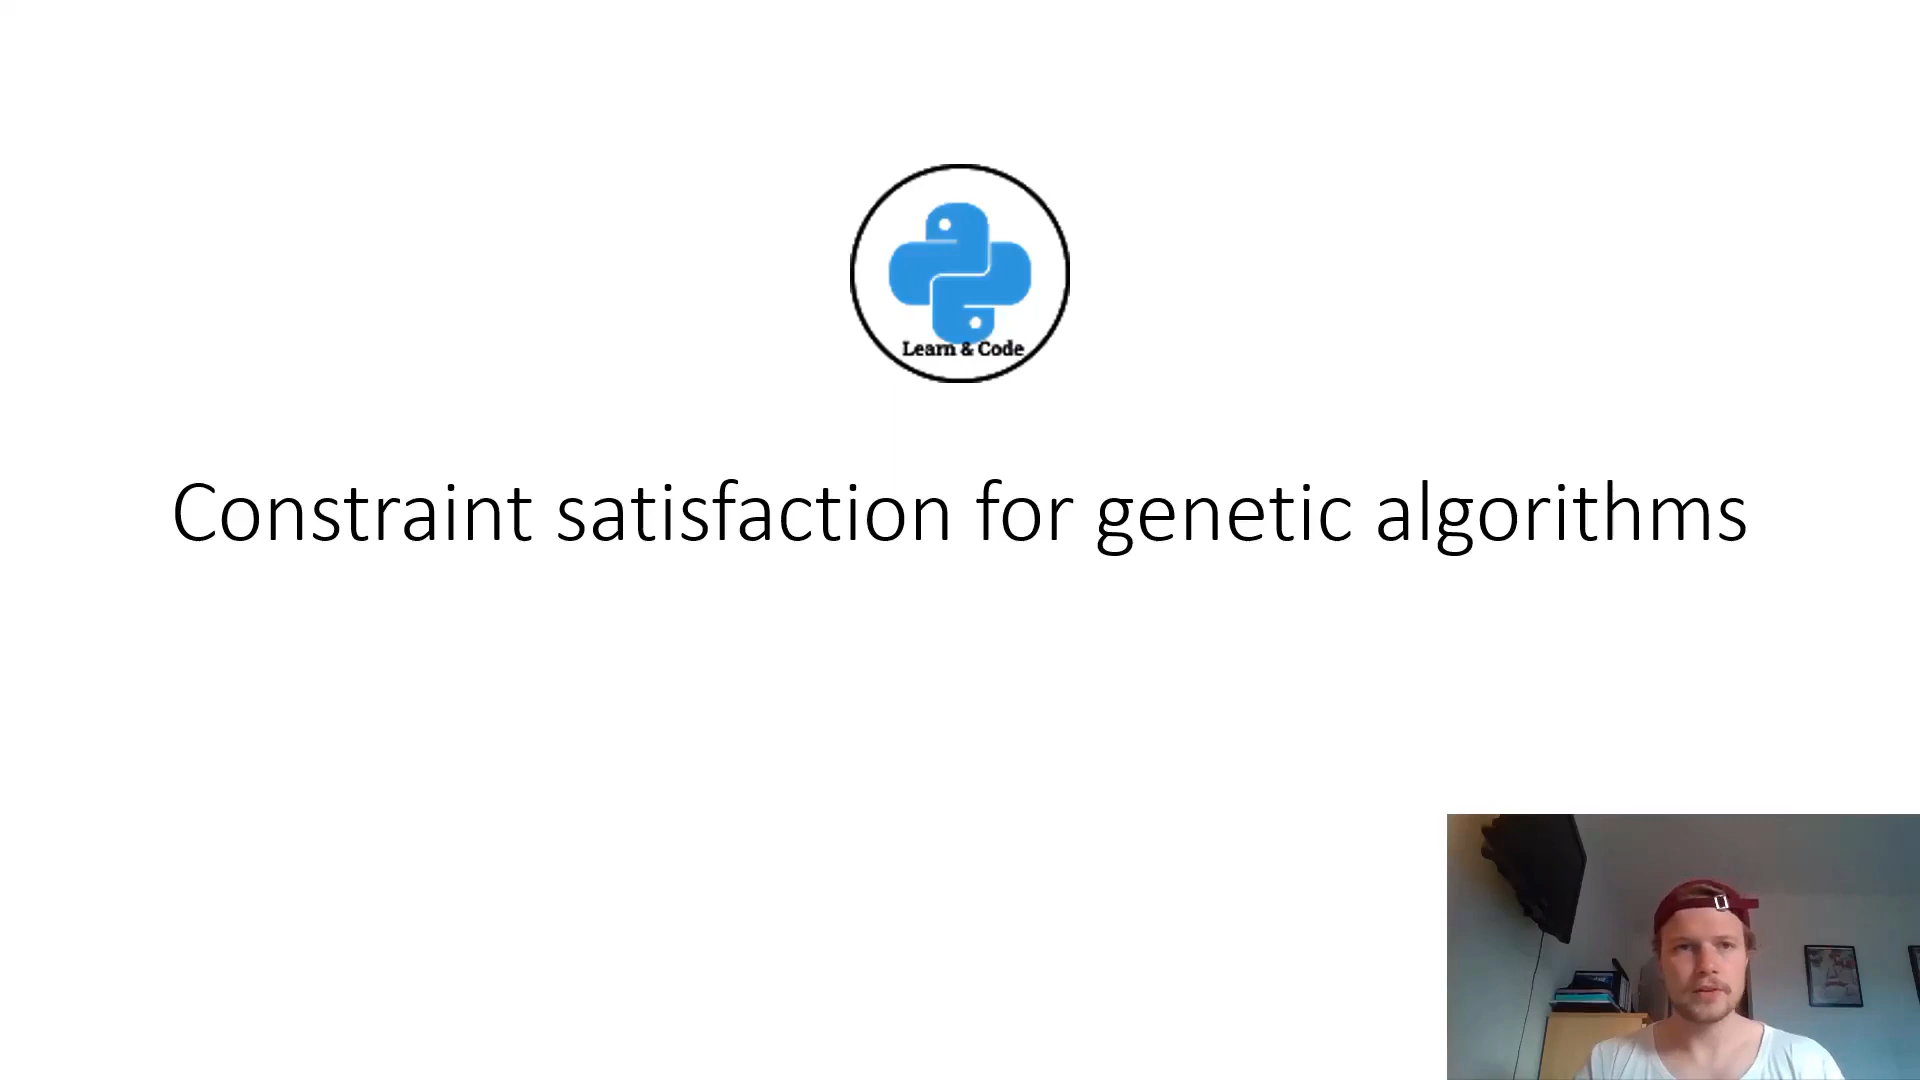 Learn & Code
Constraint satisfaction for genetic algorithms